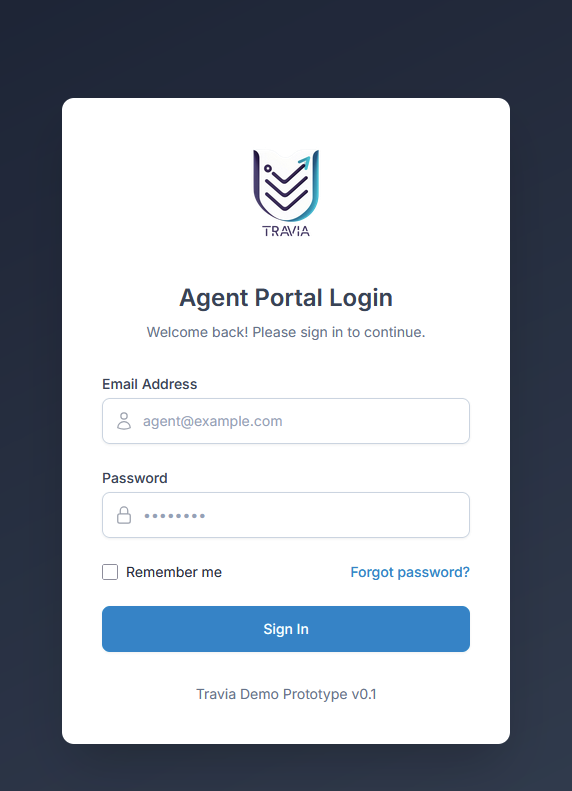 TRAVIA
Agent Portal Login
Welcome back! Please sign in to continue.
Email Address
agent@example.com
Password
••••••••
Remember me
Forgot password?
Sign In
Travia Demo Prototype v0.1